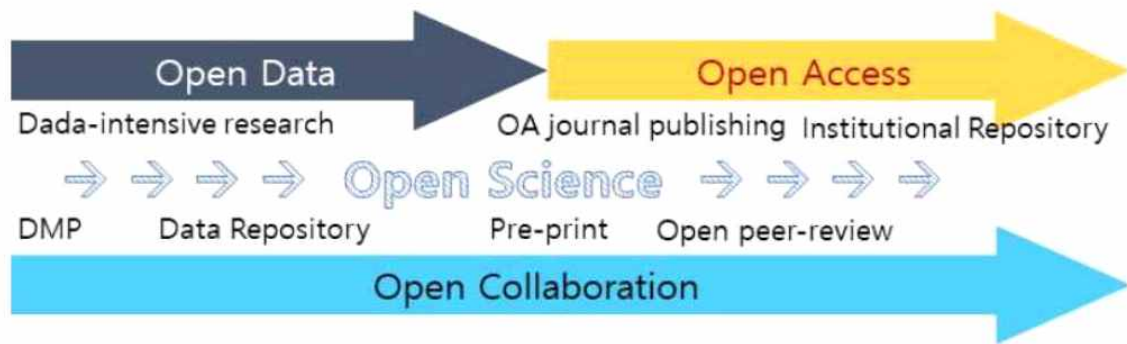 Open Data Open Access
Dada-intensive research OA journal publishing Institutional Repository
Open Science
DMP Data Repository Pre-print Open peer-review
Open Collaboration